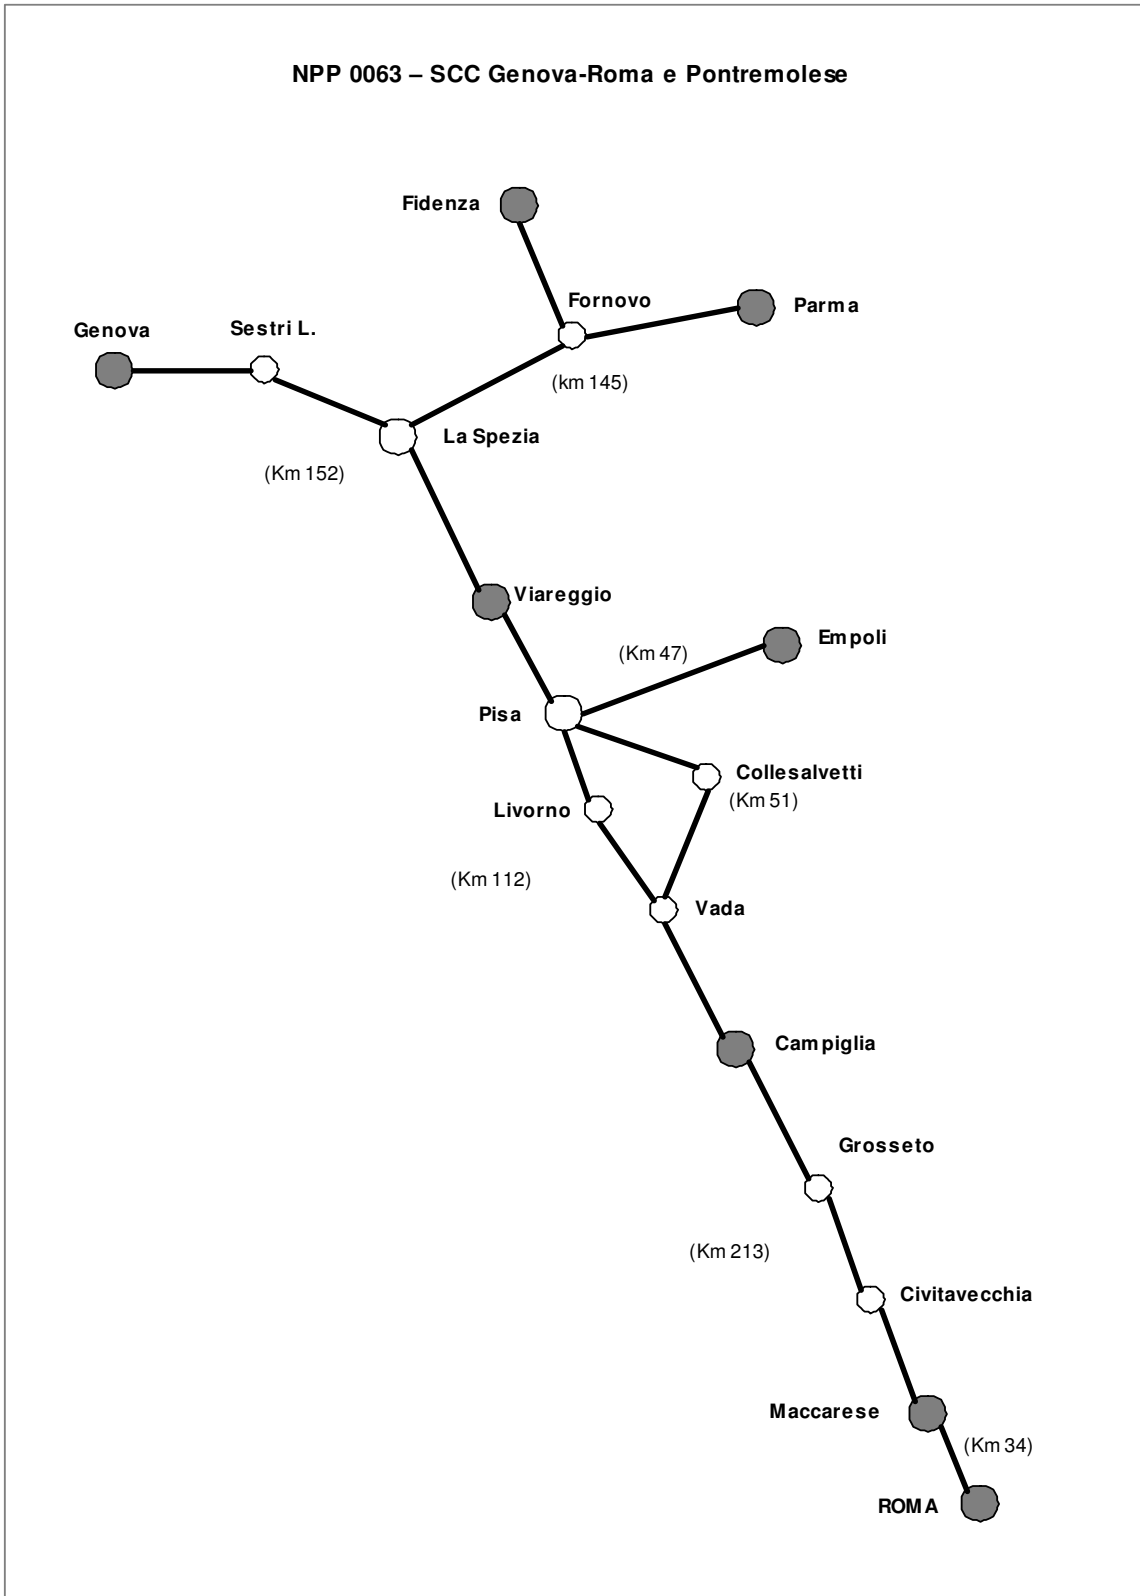 NPP 0063 – SCC Genova-Roma e Pontremolese
Fidenza
Fornovo
Parma
Genova
Sestri L.
(km 145)
La Spezia
(Km 152)
Viareggio
Empoli
(Km 47)
Pisa
Collesalvetti
(Km 51)
Livorno
(Km 112)
Vada
Campiglia
Grosseto
(Km 213)
Civitavecchia
Maccarese
(Km 34)
ROMA